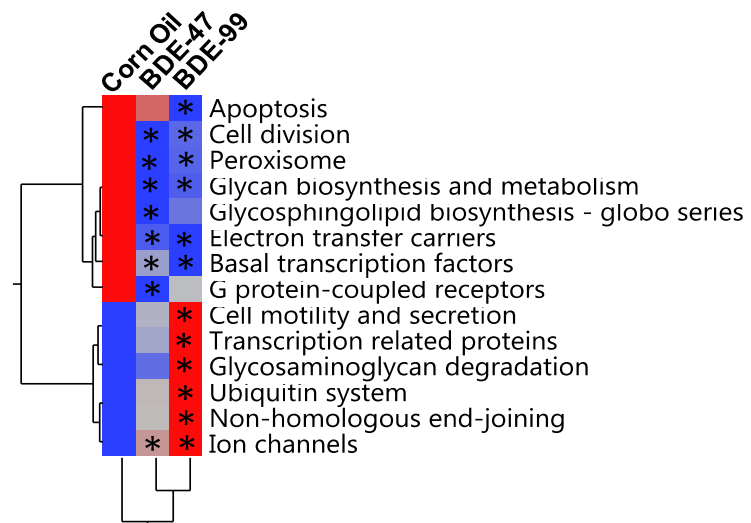 Corn Oil
BDE-47
BDE-99
* Apoptosis
* * Cell division
* * Peroxisome
* * Glycan biosynthesis and metabolism
* Glycosphingolipid biosynthesis - globo series
* * Electron transfer carriers
* * Basal transcription factors
* G protein-coupled receptors
* Cell motility and secretion
* Transcription related proteins
* Glycosaminoglycan degradation
* Ubiquitin system
* Non-homologous end-joining
* * Ion channels